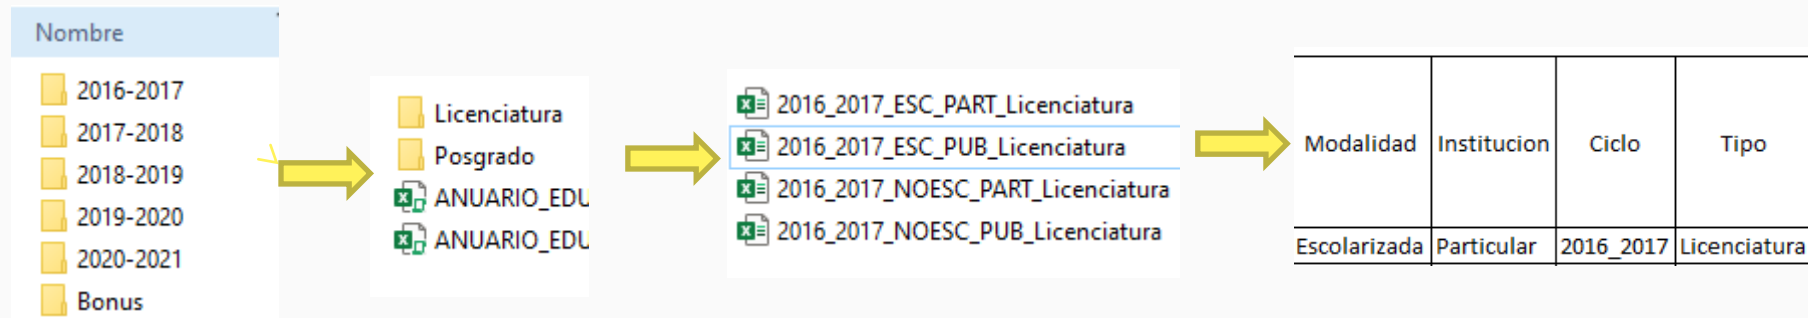 Nombre
2016-2017
2017-2018
2018-2019
2019-2020
2020-2021
Bonus
Licenciatura
Posgrado
ANUARIO_EDU
ANUARIO_EDU
2016_2017_ESC_PART_Licenciatura
2016_2017_ESC_PUB_Licenciatura
2016_2017_NOESC_PART_Licenciatura
2016_2017_NOESC_PUB_Licenciatura
Modalidad Institucion Ciclo Tipo
Escolarizada Particular 2016_2017 Licenciatura